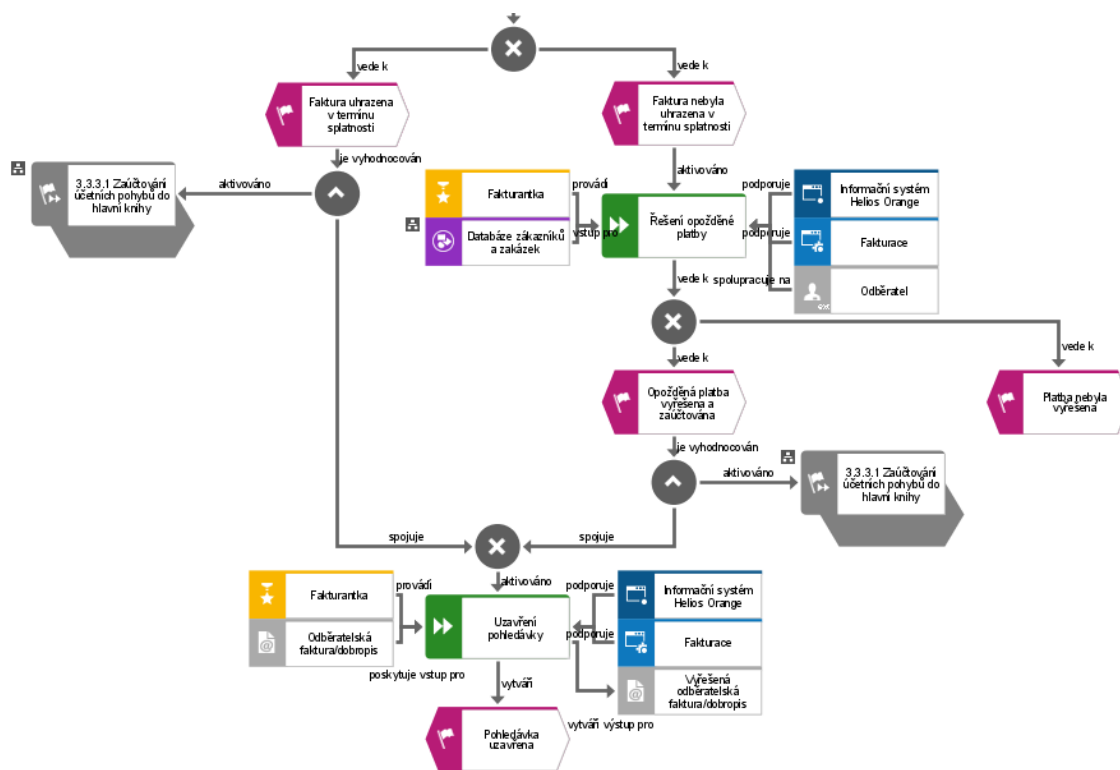 vede k
vede k
Faktura uhrazena
v termínu
splatnosti
Faktura nebyla
uhrazena v
termínu splatnosti
je vyhodnocován
aktivováno
3.3.3.1 Zaúčtování
účetních pohybů do
hlavní knihy
aktivováno
Fakturantka
provádí
Databáze zákazníků
a zakázek
vstup pro
Řešení opožděné
platby
podporuje
Informační systém
Helios Orange
podporuje
Fakturace
spolupracuje na
Odběratel
ext
vede k
vede k
vede k
Opožděná platba
vyřešena a
zaúčtována
Platba nebyla
vyřešena
je vyhodnocován
aktivováno
3.3.3.1 Zaúčtování
účetních pohybů do
hlavní knihy
spojuje
spojuje
aktivováno
Fakturantka
provádí
Odběratelská
faktura/dobropis
poskytuje vstup pro
Uzavření
pohledávky
podporuje
Informační systém
Helios Orange
podporuje
Fakturace
Vyřešená
odběratelská
faktura/dobropis
vytváří
vytváří výstup pro
Pohledávka
uzavřena